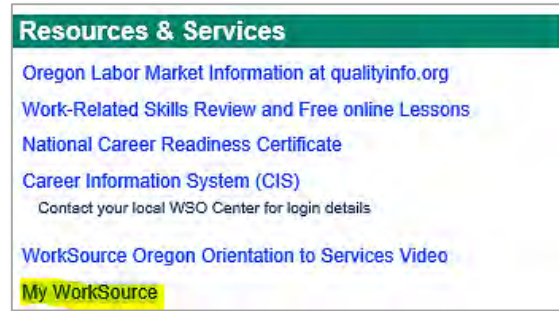 Resources & Services
Oregon Labor Market Information at qualityinfo.org
Work-Related Skills Review and Free online Lessons
National Career Readiness Certificate
Career Information System (CIS)
Contact your local WSO Center for login details
WorkSource Oregon Orientation to Services Video
My WorkSource